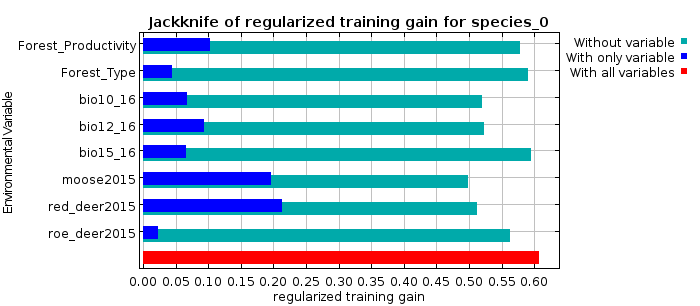 Jackknife of regularized training gain for species_0
Without variable
With only variable
With all variables
Environmental Variable
Forest_Productivity
Forest_Type
bio10_16
bio12_16
bio15_16
moose2015
red_deer2015
roe_deer2015
0.00 0.05 0.10 0.15 0.20 0.25 0.30 0.35 0.40 0.45 0.50 0.55 0.60
regularized training gain